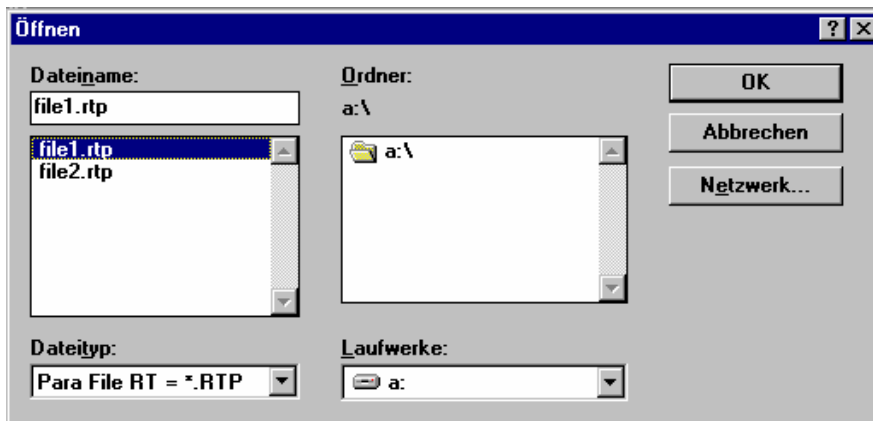 Öffnen
Dateiname:
file1.rtp
file1.rtp
file2.rtp
Dateityp:
Para File RT = *.RTP
Ordner:
a:\
a:\
Laufwerke:
a:
OK
Abbrechen
Netzwerk...